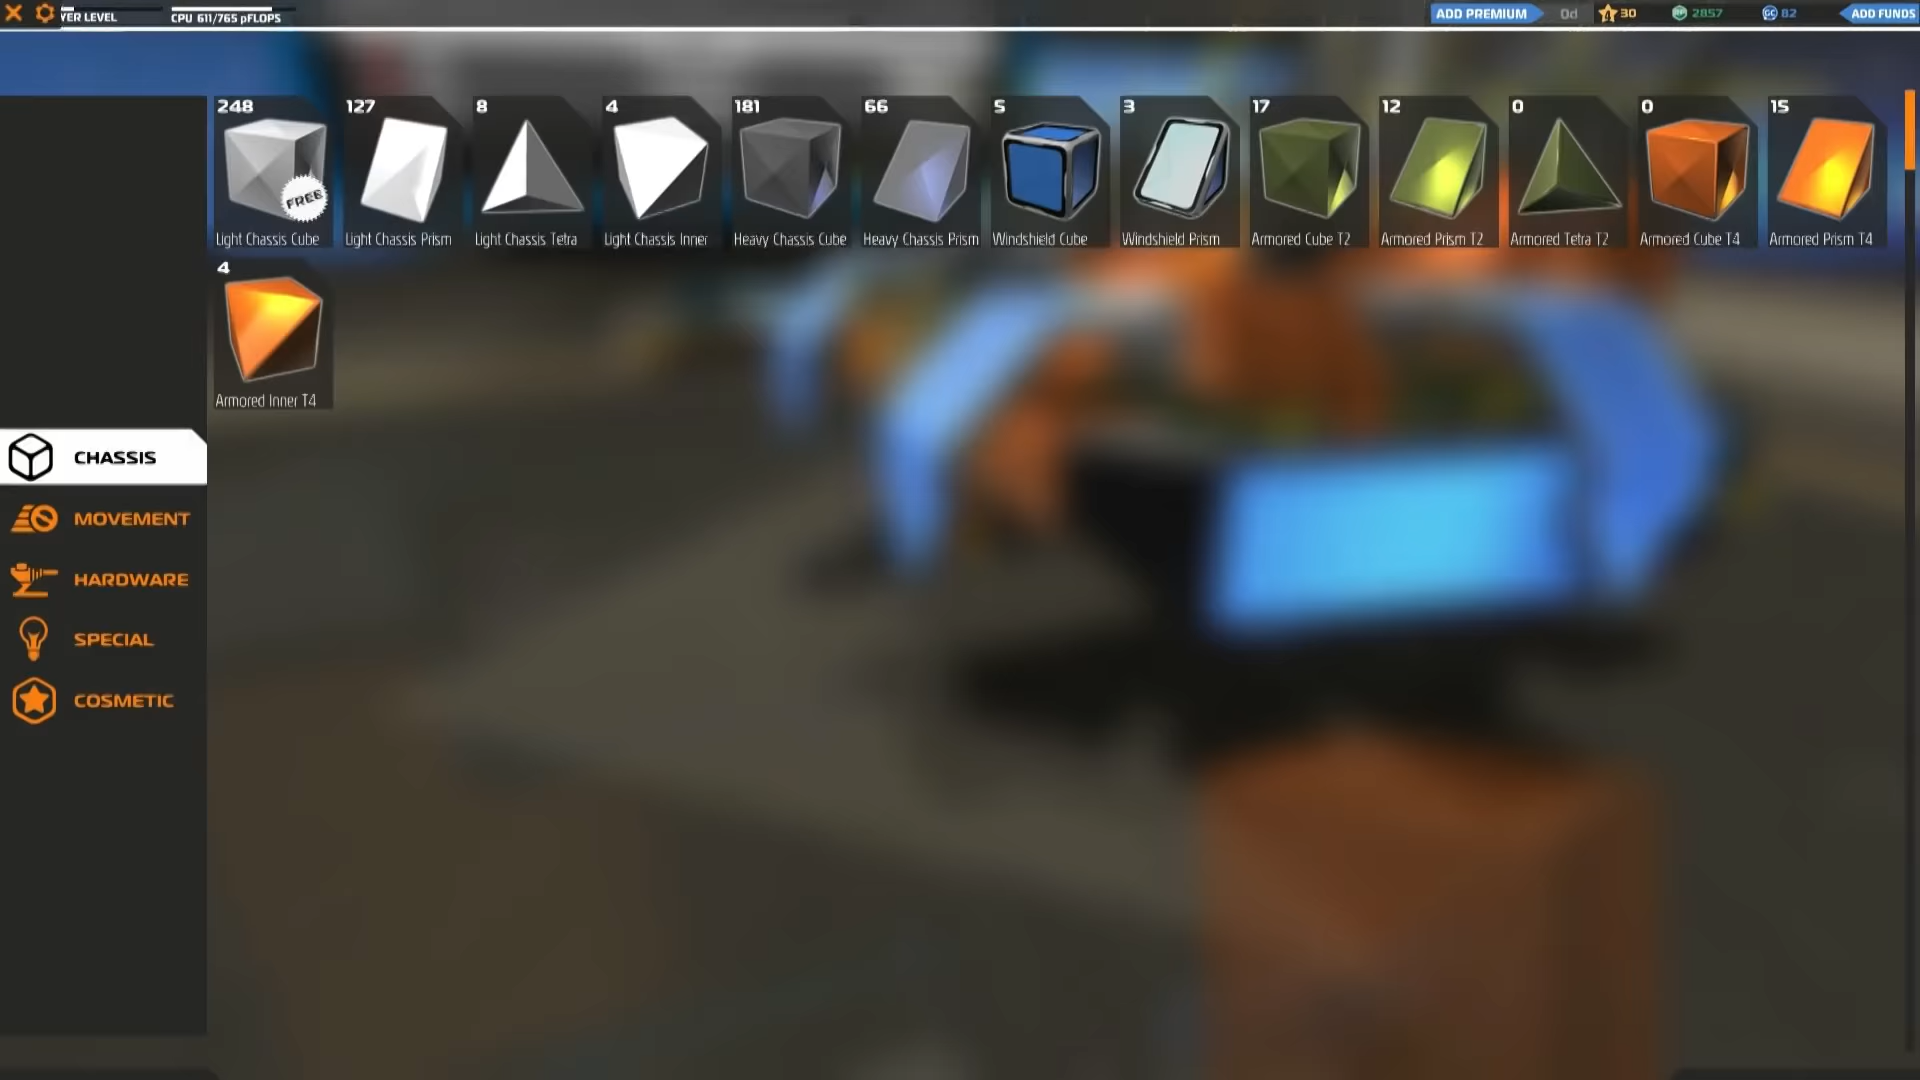 YER LEVEL CPU 611/765 pFLOPS ADD PREMIUM 0d 30 2857 GC 82 ADD FUNDS
248 127 8 4 181 66 5 3 17 12 0 0 15
FREE
Light Chassis Cube Light Chassis Prism Light Chassis Tetra Light Chassis Inner Heavy Chassis Cube Heavy Chassis Prism Windshield Cube Windshield Prism Armored Cube T2 Armored Prism T2 Armored Tetra T2 Armored Cube T4 Armored Prism T4
4
Armored Inner T4
CHASSIS
MOVEMENT
HARDWARE
SPECIAL
COSMETIC